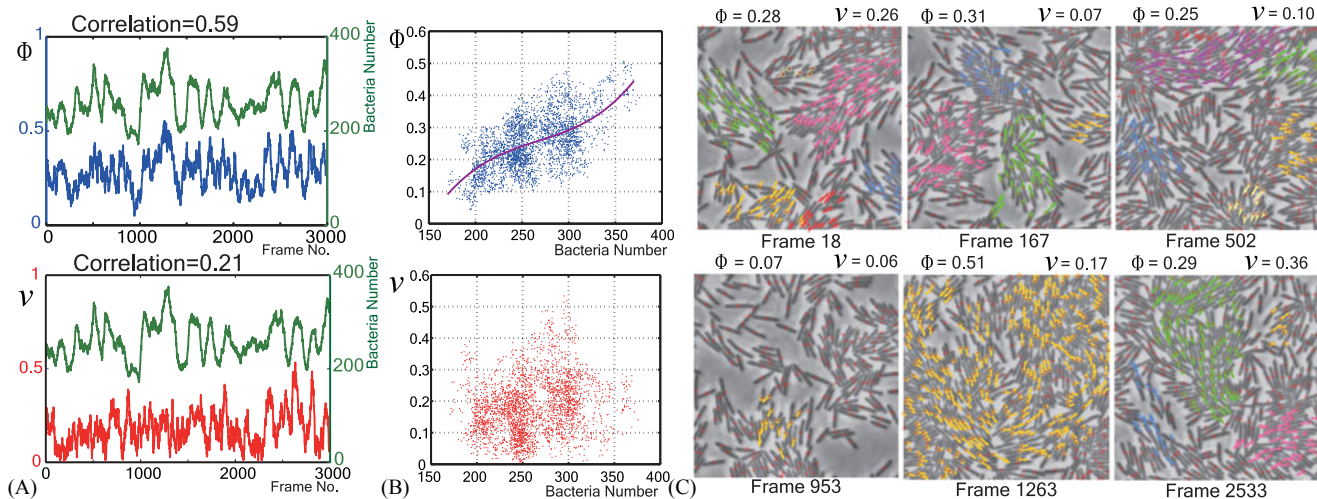 Correlation=0.59
Φ
1
0.5
0
400
200
0
Bacteria Number
0 1000 2000 3000
Frame No.
Correlation=0.21
ν
1
0.5
0
400
200
0
Bacteria Number
0 1000 2000 3000
Frame No.
(A)
Φ
0.6
0.5
0.4
0.3
0.2
0.1
0
150 200 250 300 350 400
Bacteria Number
ν
0.6
0.5
0.4
0.3
0.2
0.1
0
150 200 250 300 350 400
Bacteria Number
(B)
Φ = 0.28 ν = 0.26
Frame 18
Φ = 0.31 ν = 0.07
Frame 167
Φ = 0.25 ν = 0.10
Frame 502
Φ = 0.07 ν = 0.06
Frame 953
Φ = 0.51 ν = 0.17
Frame 1263
Φ = 0.29 ν = 0.36
Frame 2533
(C)